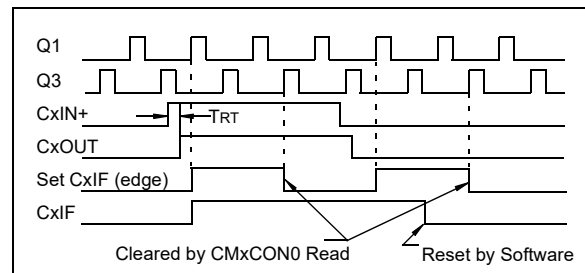 Q1
Q3
CxIN+
TRT
CxOUT
Set CxIF (edge)
CxIF
Cleared by CMxCON0 Read
Reset by Software